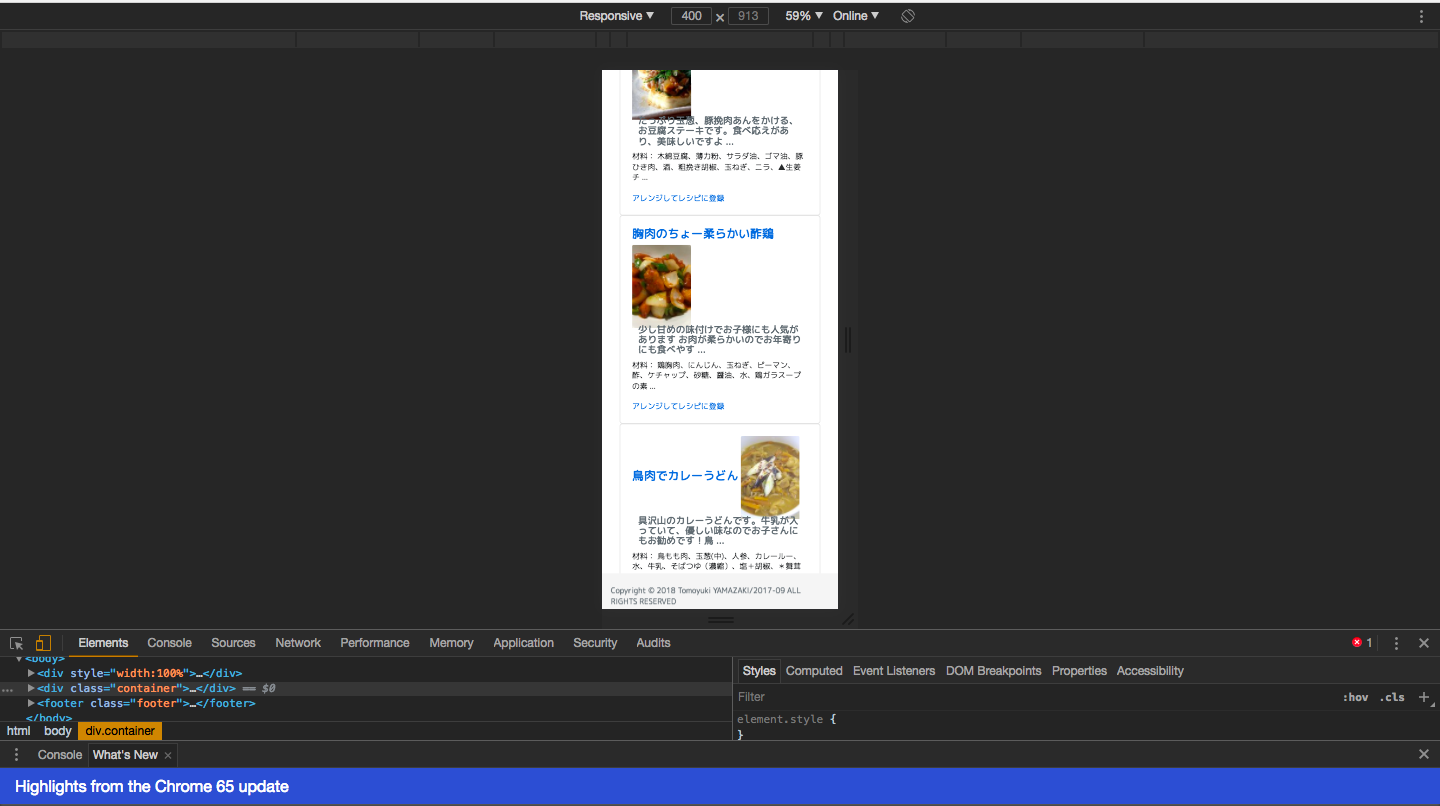 Responsive ▼ 400 × 913 59% ▼ Online ▼
たっぷり玉葱、豚挽肉あんをかける、
お豆腐ステーキです。食べ応えがあ
り、美味しいですよ ...
材料： 木綿豆腐、薄力粉、サラダ油、ゴマ油、豚
ひき肉、酒、粗挽き胡椒、玉ねぎ、ニラ、▲生姜
チ ...
アレンジしてレシピに登録
胸肉のちょー柔らかい酢鶏
少し甘めの味付けでお子様にも人気が
あります お肉が柔らかいのでお年寄り
にも食べやす ...
材料： 鶏胸肉、にんじん、玉ねぎ、ピーマン、
酢、ケチャップ、砂糖、醤油、水、鶏ガラスープ
の素 ...
アレンジしてレシピに登録
鳥肉でカレーうどん
具沢山のカレーうどんです。牛乳が入
っていて、優しい味なのでお子さんに
もお勧めです！鳥 ...
材料： 鳥もも肉、玉葱(中)、人参、カレールー、
水、牛乳、そばつゆ（濃縮）、塩＋胡椒、＊舞茸
Copyright © 2018 Tomoyuki YAMAZAKI/2017-09 ALL
RIGHTS RESERVED
Elements Console Sources Network Performance Memory Application Security Audits 1
<body>
<div style="width:100%">…</div>
<div class="container">…</div> == $0
<footer class="footer">…</footer>
</body>
html body div.container
Styles Computed Event Listeners DOM Breakpoints Properties Accessibility
Filter :hov .cls +
element.style {
}
Console What's New ×
Highlights from the Chrome 65 update